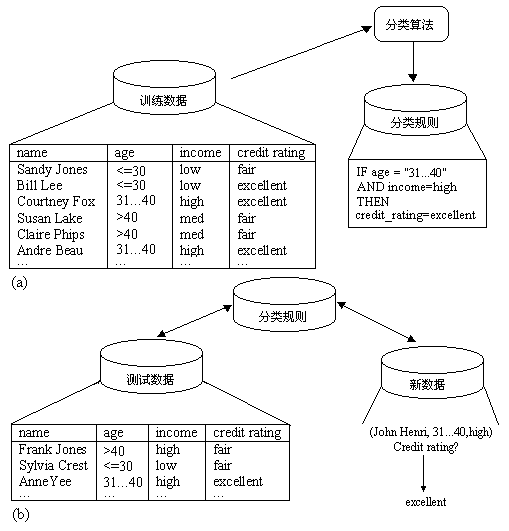 分类算法
训练数据
分类规则
name age income credit rating
Sandy Jones <=30 low fair
Bill Lee <=30 low excellent
Courtney Fox 31…40 high excellent
Susan Lake >40 med fair
Claire Phips >40 med fair
Andre Beau 31…40 high excellent
… … … …
IF age = "31…40"
AND income=high
THEN
credit_rating=excellent
(a)
分类规则
测试数据
新数据
name age income credit rating
Frank Jones >40 high fair
Sylvia Crest <=30 low fair
AnneYee 31…40 high excellent
… … … …
(John Henri, 31…40,high)
Credit rating?
excellent
(b)